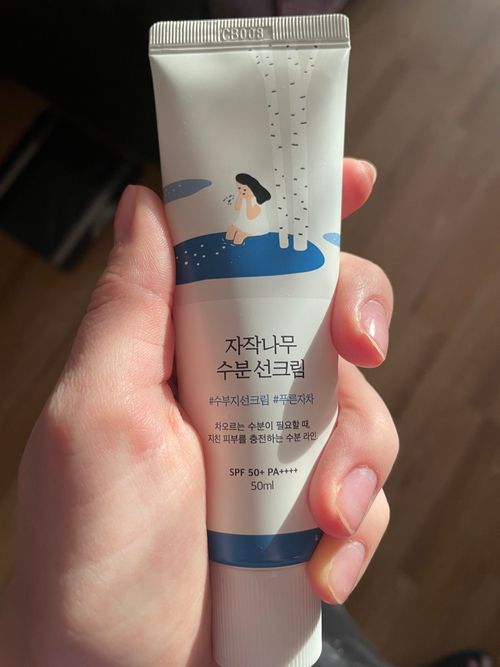 C8008
자작나무
수분 선크림
#수부지선크림 #푸른자차
차오르는 수분이 필요할 때,
지친 피부를 충전하는 수분 라인.
SPF 50+ PA++++
50ml